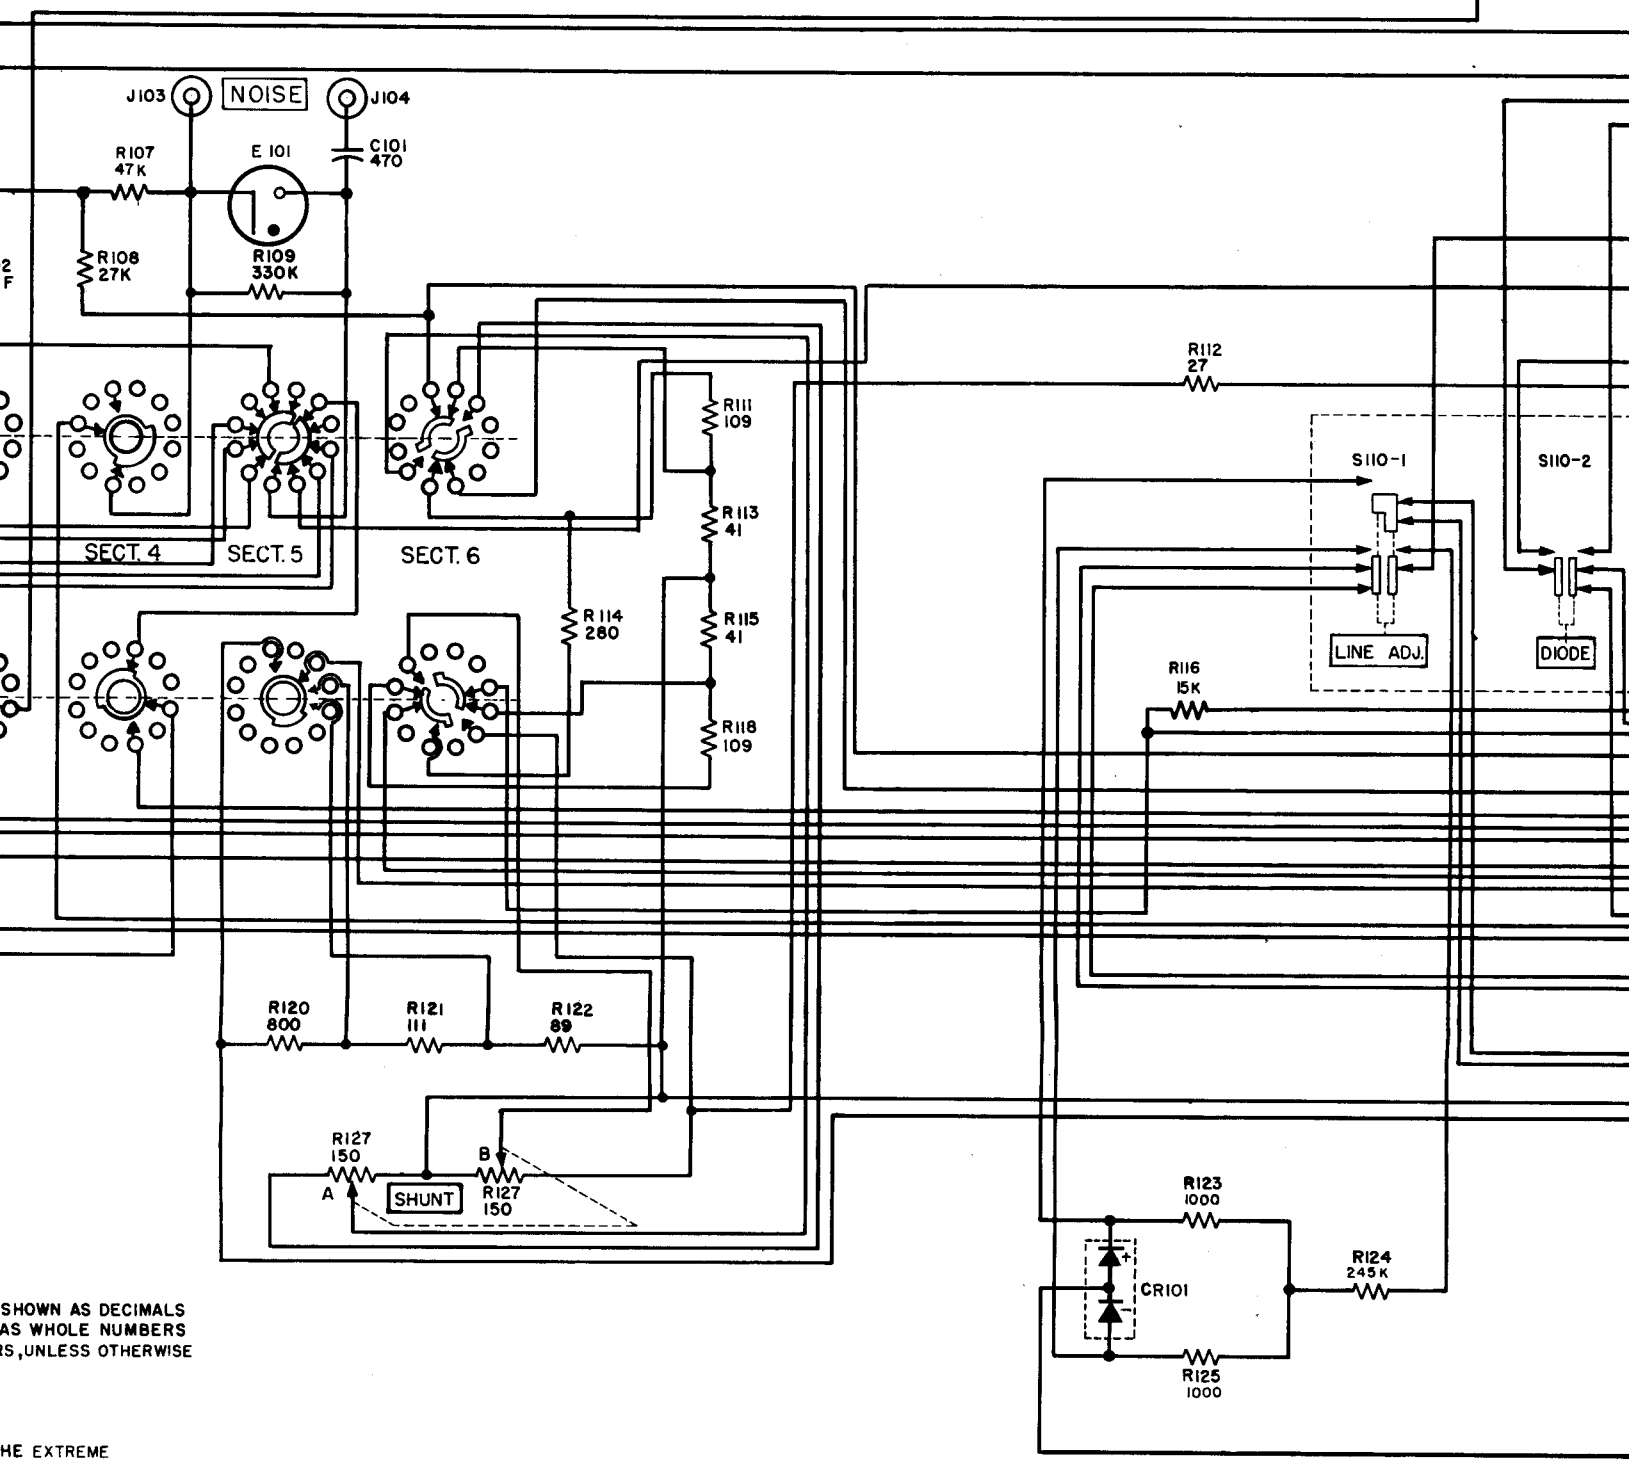 J103
NOISE
J104
C101
470
R107
47K
E 101
R108
27K
R109
330K
2
F
R112
27
R111
109
S110-1
S110-2
R113
41
SECT. 4
SECT. 5
SECT. 6
R114
280
R115
41
LINE ADJ.
DIODE
R116
15K
R118
109
R120
800
R121
111
R122
89
R127
150
A
SHUNT
B
R127
150
R123
1000
+
-
CR101
R124
245K
R125
1000
SHOWN AS DECIMALS
AS WHOLE NUMBERS
RS, UNLESS OTHERWISE
HE EXTREME